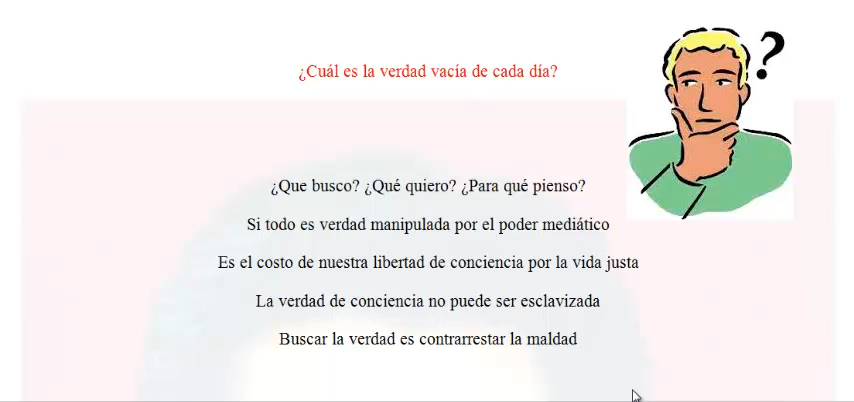 ¿Cuál es la verdad vacía de cada día?
?
¿Que busco? ¿Qué quiero? ¿Para qué pienso?
Si todo es verdad manipulada por el poder mediático
Es el costo de nuestra libertad de conciencia por la vida justa
La verdad de conciencia no puede ser esclavizada
Buscar la verdad es contrarrestar la maldad